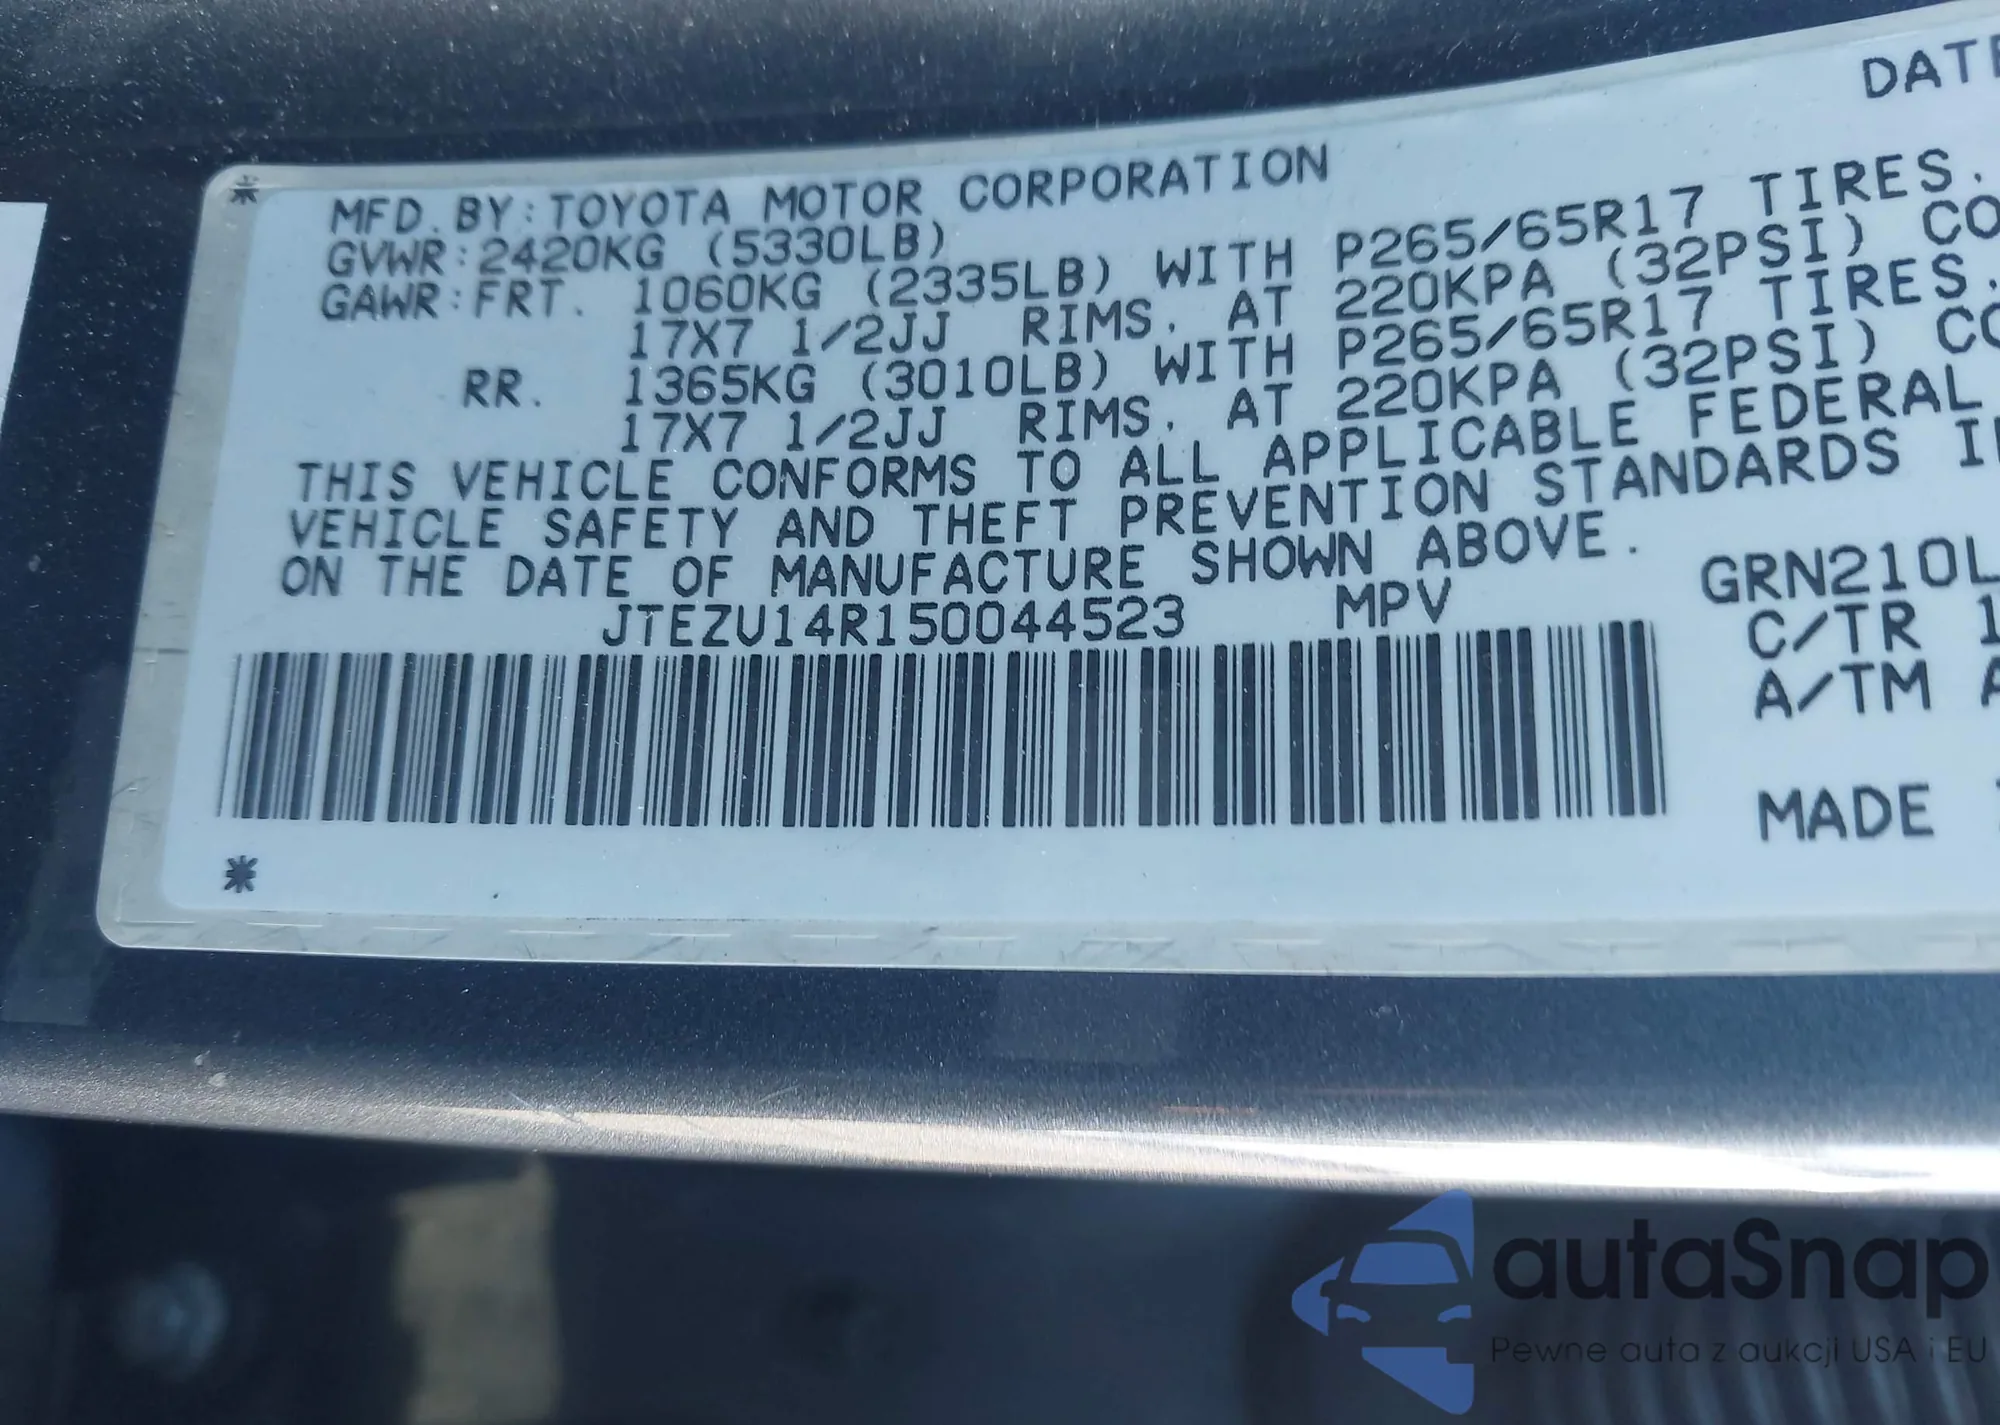 DATE
MFD. BY: TOYOTA MOTOR CORPORATION
GVWR: 2420KG (5330LB)
GAWR: FRT. 1060KG (2335LB) WITH P265/65R17 TIRES.
17X7 1/2JJ RIMS. AT 220KPA (32PSI) CO
RR. 1365KG (3010LB) WITH P265/65R17 TIRES.
17X7 1/2JJ RIMS. AT 220KPA (32PSI) CO
THIS VEHICLE CONFORMS TO ALL APPLICABLE FEDERAL
VEHICLE SAFETY AND THEFT PREVENTION STANDARDS I
ON THE DATE OF MANUFACTURE SHOWN ABOVE.
JTEZU14R150044523 MPV GRN210L
C/TR 1
A/TM A
MADE
autaSnap
Pewne auta z aukcji USA i EU